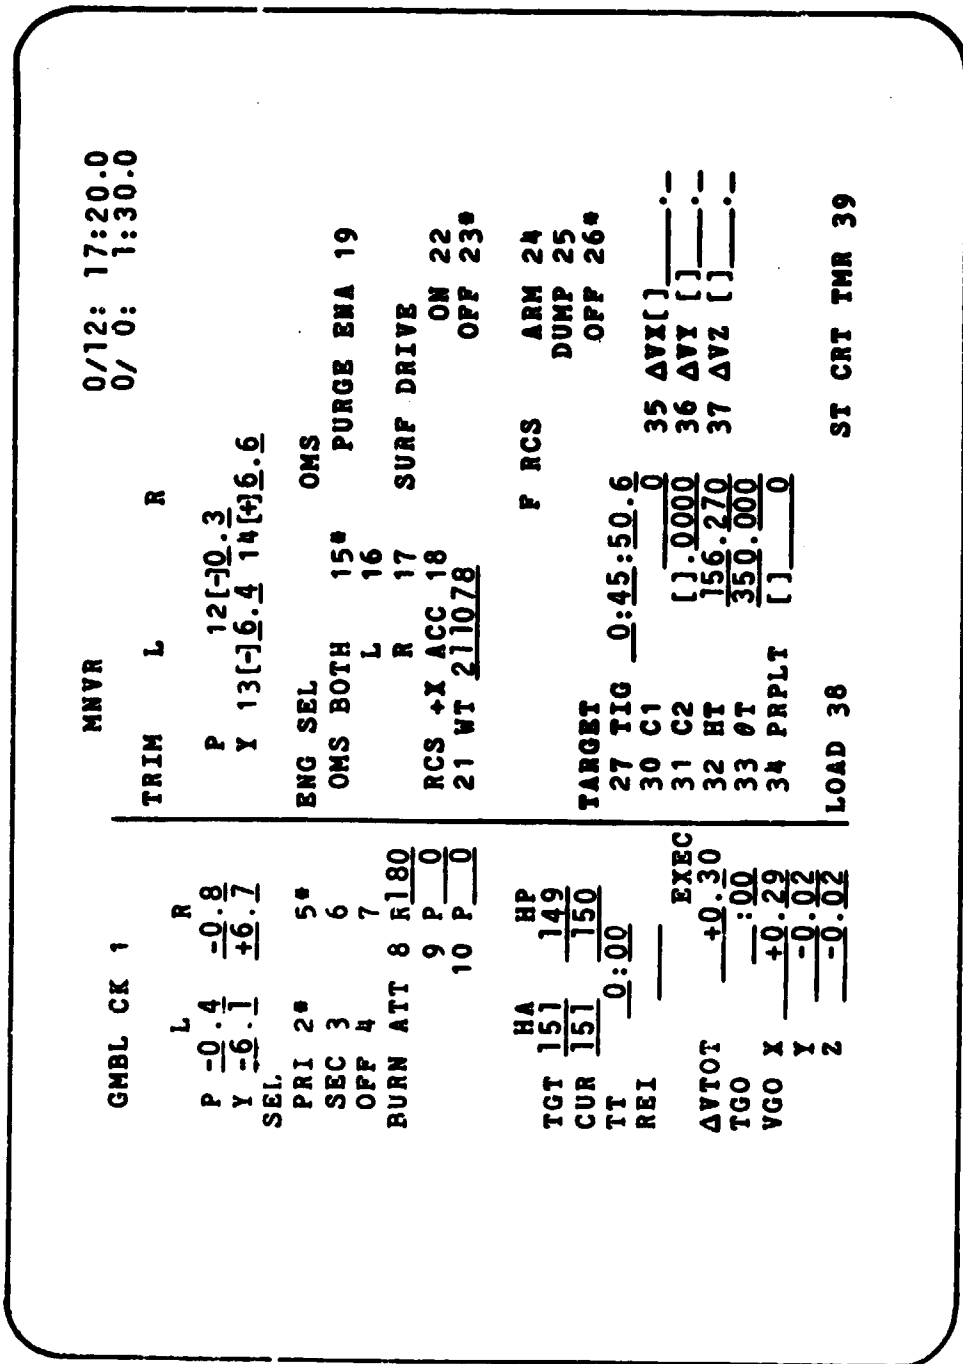 MNVR 0/12: 17:20.0
GMBL CK 1 0/ 0: 1:30.0
TRIM L R
L R
P -0.4 -0.8 P 12[-]0.3
Y -6.1 +6.7 Y 13[-]6.4 14[+]6.6
SEL
PRI 2* 5* ENG SEL OMS
SEC 3 6 OMS BOTH 15* PURGE ENA 19
OFF 4 7 L 16
BURN ATT 8 R180 R 17 SURF DRIVE
9 P 0 RCS +X ACC 18 ON 22
10 P 0 21 WT 211078 OFF 23*
HA HP F RCS ARM 24
TGT 151 149 DUMP 25
CUR 151 150 TARGET OFF 26*
TT 0:00 27 TIG 0:45:50.6
REI ___ 30 C1 0 35 ΔVX[]___._
EXEC 31 C2 [].0000 36 ΔVY []___._
ΔVTOT +0.30 32 HT 156.270 37 ΔVZ []___._
TGO :00 33 θT 350.000
VGO X +0.29 34 PRPLT [] 0
Y -0.02
Z -0.02 LOAD 38 ST CRT TMR 39